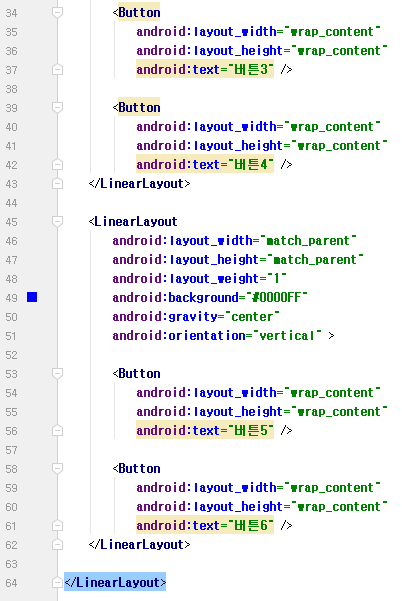 34 <Button
35 android:layout_width="wrap_content"
36 android:layout_height="wrap_content"
37 android:text="버튼3" />
38
39 <Button
40 android:layout_width="wrap_content"
41 android:layout_height="wrap_content"
42 android:text="버튼4" />
43 </LinearLayout>
44
45 <LinearLayout
46 android:layout_width="match_parent"
47 android:layout_height="match_parent"
48 android:layout_weight="1"
49 android:background="#0000FF"
50 android:gravity="center"
51 android:orientation="vertical" >
52
53 <Button
54 android:layout_width="wrap_content"
55 android:layout_height="wrap_content"
56 android:text="버튼5" />
57
58 <Button
59 android:layout_width="wrap_content"
60 android:layout_height="wrap_content"
61 android:text="버튼6" />
62 </LinearLayout>
63
64 </LinearLayout>